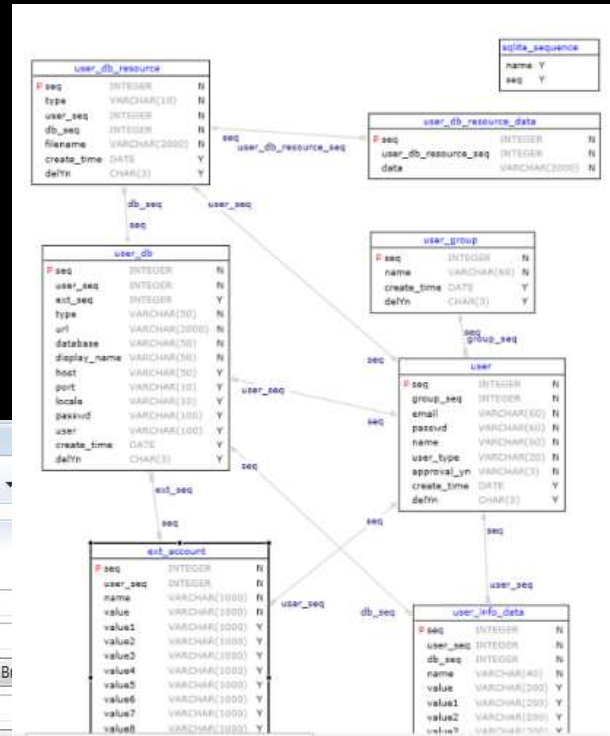 user_db_resource
P seq INTEGER N
type VARCHAR(10) N
user_seq INTEGER N
db_seq INTEGER N
filename VARCHAR(2000) N
create_time DATE Y
delYn CHAR(3) Y
sqlite_sequence
name Y
seq Y
user_db_resource_data
P seq INTEGER N
user_db_resource_seq INTEGER N
data VARCHAR(2000) N
seq
user_db_resource_seq
db_seq
seq
user_seq
user_group
P seq INTEGER N
name VARCHAR(60) N
create_time DATE Y
delYn CHAR(3) Y
seq
group_seq
user_db
P seq INTEGER N
user_seq INTEGER N
ext_seq INTEGER Y
type VARCHAR(50) N
url VARCHAR(2000) N
database VARCHAR(50) N
display_name VARCHAR(50) N
host VARCHAR(50) Y
port VARCHAR(10) Y
locale VARCHAR(10) Y
passwd VARCHAR(100) Y
user VARCHAR(100) Y
create_time DATE Y
delYn CHAR(3) Y
seq
user_seq
seq
user
P seq INTEGER N
group_seq INTEGER N
email VARCHAR(60) N
passwd VARCHAR(60) N
name VARCHAR(50) N
user_type VARCHAR(20) N
approval_yn VARCHAR(3) N
create_time DATE Y
delYn CHAR(3) Y
seq
ext_seq
seq
seq
seq
user_seq
user_seq
db_seq
ext_account
P seq INTEGER N
user_seq INTEGER N
name VARCHAR(1000) N
value VARCHAR(1000) N
value1 VARCHAR(1000) Y
value2 VARCHAR(1000) Y
value3 VARCHAR(1000) Y
value4 VARCHAR(1000) Y
value5 VARCHAR(1000) Y
value6 VARCHAR(1000) Y
value7 VARCHAR(1000) Y
value8 VARCHAR(1000) Y
user_info_data
P seq INTEGER N
user_seq INTEGER N
db_seq INTEGER N
name VARCHAR(40) N
value VARCHAR(200) Y
value1 VARCHAR(200) Y
value2 VARCHAR(200) Y